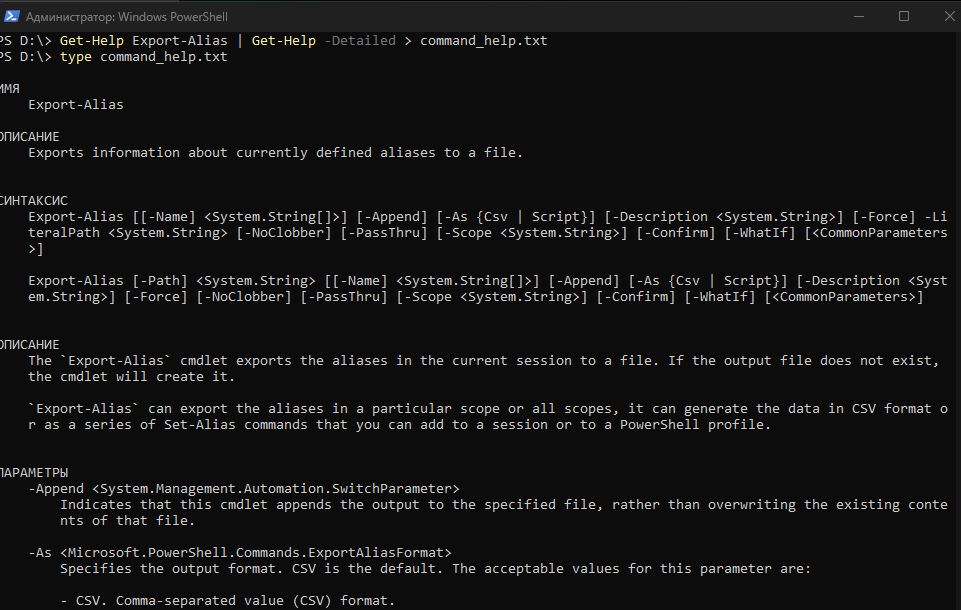 Администратор: Windows PowerShell
PS D:\> Get-Help Export-Alias | Get-Help -Detailed > command_help.txt
PS D:\> type command_help.txt
ИМЯ
Export-Alias
ОПИСАНИЕ
Exports information about currently defined aliases to a file.
СИНТАКСИС
Export-Alias [[-Name] <System.String[]>] [-Append] [-As {Csv | Script}] [-Description <System.String>] [-Force] -Li
teralPath <System.String> [-NoClobber] [-PassThru] [-Scope <System.String>] [-Confirm] [-WhatIf] [<CommonParameters
>]
Export-Alias [-Path] <System.String> [[-Name] <System.String[]>] [-Append] [-As {Csv | Script}] [-Description <Syst
em.String>] [-Force] [-NoClobber] [-PassThru] [-Scope <System.String>] [-Confirm] [-WhatIf] [<CommonParameters>]
ОПИСАНИЕ
The `Export-Alias` cmdlet exports the aliases in the current session to a file. If the output file does not exist,
the cmdlet will create it.
`Export-Alias` can export the aliases in a particular scope or all scopes, it can generate the data in CSV format o
r as a series of Set-Alias commands that you can add to a session or to a PowerShell profile.
ПАРАМЕТРЫ
-Append <System.Management.Automation.SwitchParameter>
Indicates that this cmdlet appends the output to the specified file, rather than overwriting the existing conte
nts of that file.
-As <Microsoft.PowerShell.Commands.ExportAliasFormat>
Specifies the output format. CSV is the default. The acceptable values for this parameter are:
- CSV. Comma-separated value (CSV) format.